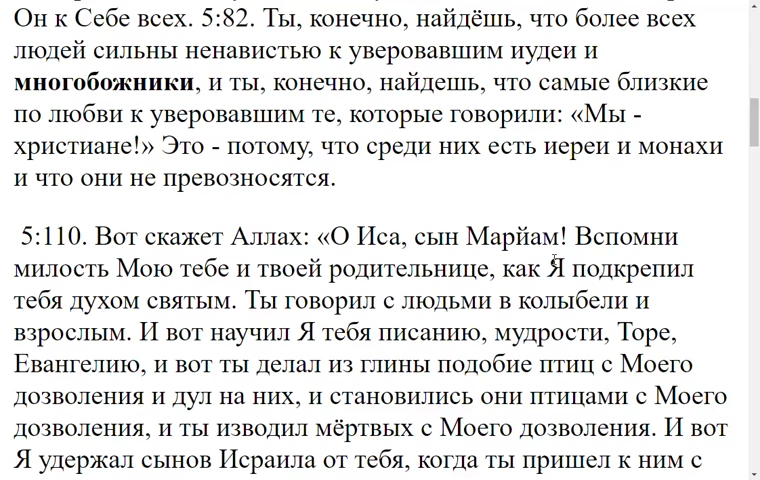 Он к Себе всех. 5:82. Ты, конечно, найдёшь, что более всех
людей сильны ненавистью к уверовавшим иудеи и
многобожники, и ты, конечно, найдешь, что самые близкие
по любви к уверовавшим те, которые говорили: «Мы -
христиане!» Это - потому, что среди них есть иереи и монахи
и что они не превозносятся.
5:110. Вот скажет Аллах: «О Иса, сын Марйам! Вспомни
милость Мою тебе и твоей родительнице, как Я подкрепил
тебя духом святым. Ты говорил с людьми в колыбели и
взрослым. И вот научил Я тебя писанию, мудрости, Торе,
Евангелию, и вот ты делал из глины подобие птиц с Моего
дозволения и дул на них, и становились они птицами с Моего
дозволения, и ты изводил мёртвых с Моего дозволения. И вот
Я удержал сынов Исраила от тебя, когда ты пришел к ним с